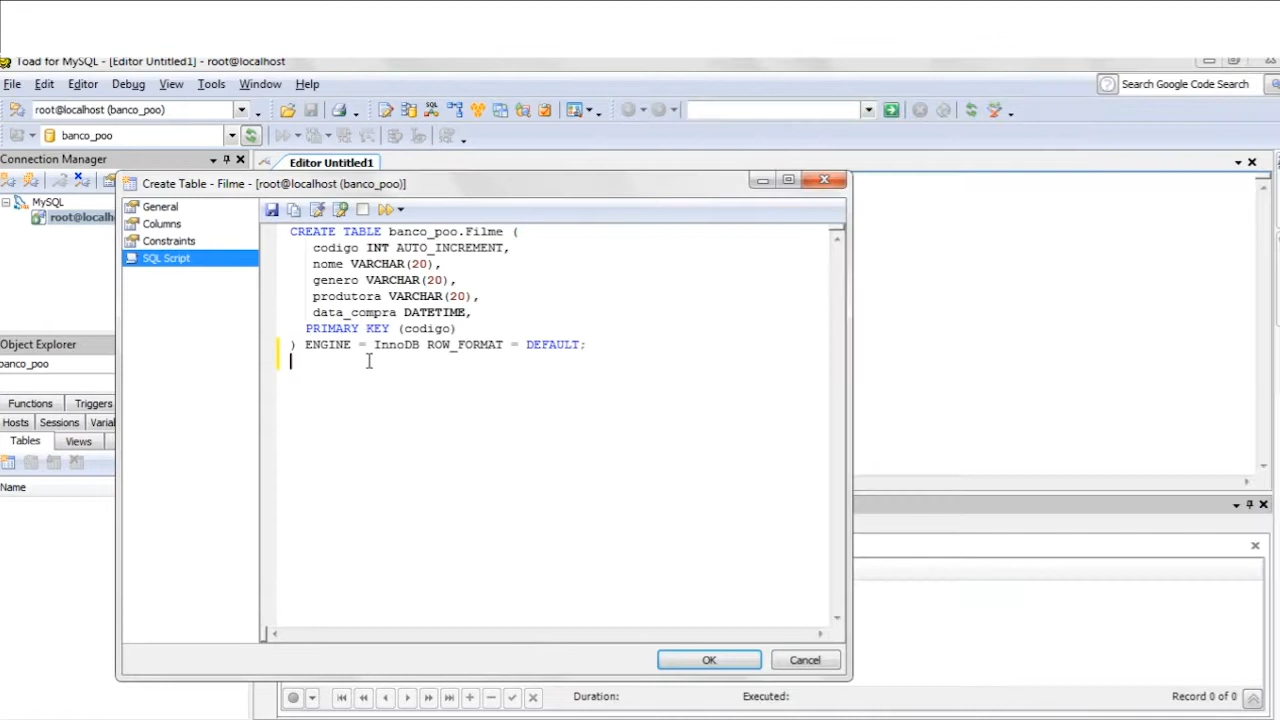 Toad for MySQL - [Editor Untitled1] - root@localhost
File Edit Editor Debug View Tools Window Help
Search Google Code Search
root@localhost (banco_poo)
banco_poo
Connection Manager
Editor Untitled1
Create Table - Filme - [root@localhost (banco_poo)]
MySQL
root@localh
General
Columns
Constraints
SQL Script
CREATE TABLE banco_poo.Filme (
codigo INT AUTO_INCREMENT,
nome VARCHAR(20),
genero VARCHAR(20),
produtora VARCHAR(20),
data_compra DATETIME,
PRIMARY KEY (codigo)
) ENGINE = InnoDB ROW_FORMAT = DEFAULT;
Object Explorer
banco_poo
Functions Triggers
Hosts Sessions Varia
Tables Views
Name
OK Cancel
Duration: Executed: Record 0 of 0